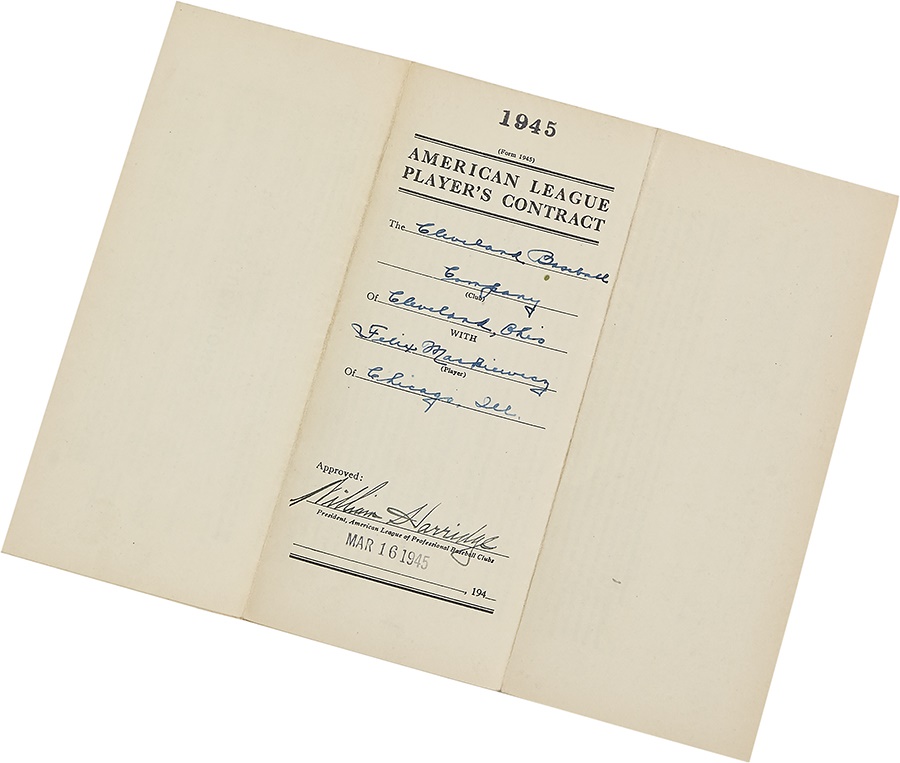 1945
(Form 1945)
AMERICAN LEAGUE
PLAYER'S CONTRACT
The Cleveland Baseball
Company
(Club)
Of Cleveland, Ohio
WITH
Felix Mackiewicz
(Player)
Of Chicago, Ill.
Approved:
William Harridge
President, American League of Professional Baseball Clubs
MAR 16 1945
, 194